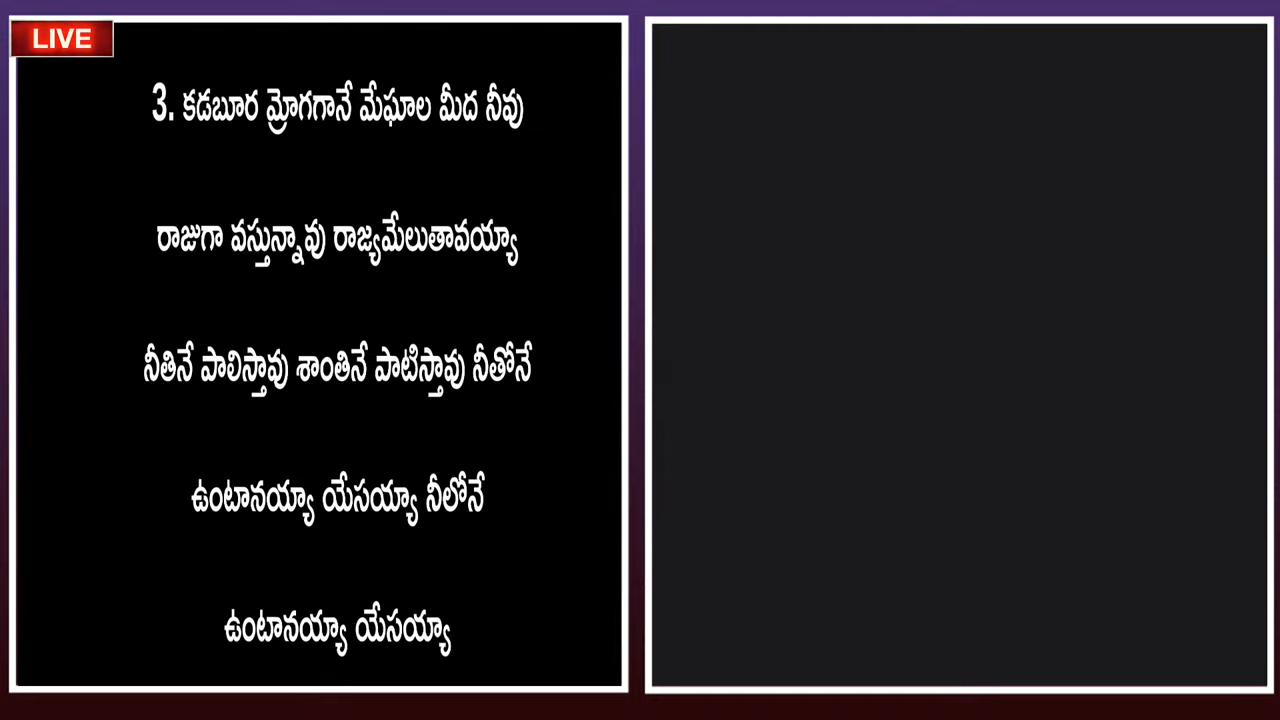 LIVE
3. కడబూర మ్రోగగానే మేఘాల మీద నీవు
రాజుగా వస్తున్నావు రాజ్యమేలుతావయ్యా
నీతినే పాలిస్తావు శాంతినే పాటిస్తావు నీతోనే
ఉంటానయ్యా యేసయ్యా నీలోనే
ఉంటానయ్యా యేసయ్యా